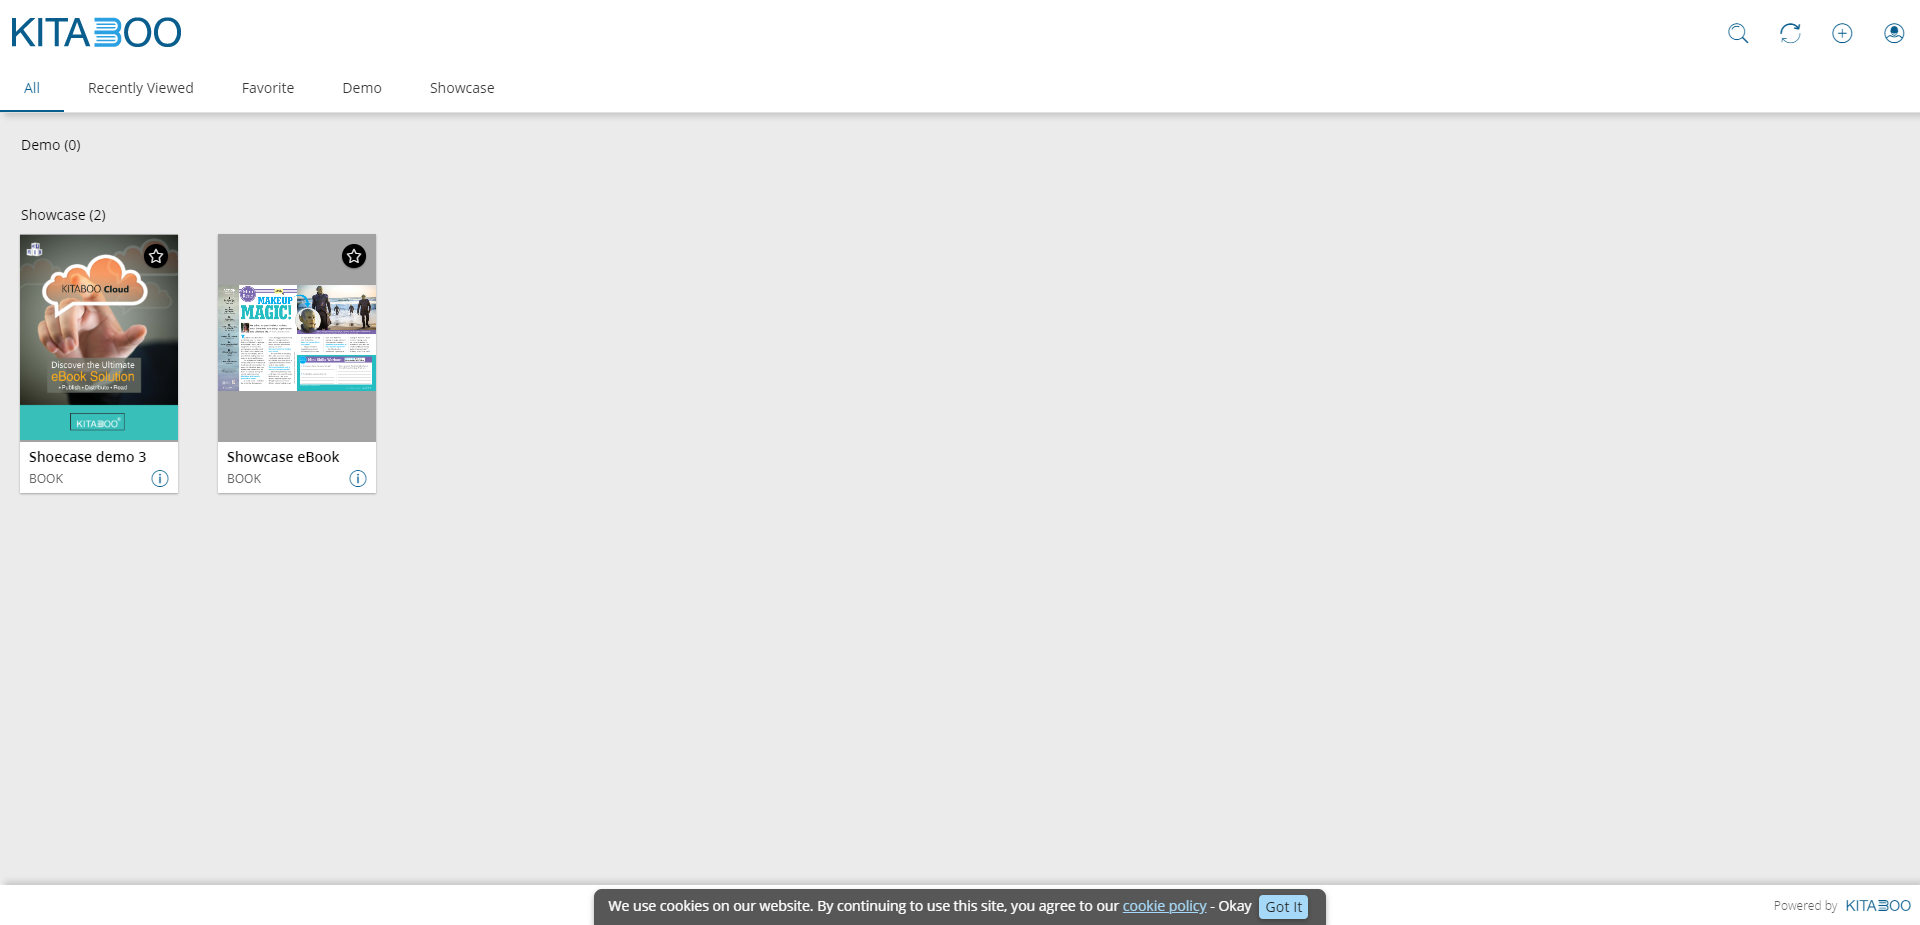 KITABOO
All Recently Viewed Favorite Demo Showcase
Demo (0)
Showcase (2)
KITABOO Cloud
Discover the Ultimate
eBook Solution
• Publish • Distribute • Read
KITABOO
Shoecase demo 3
BOOK
MAKEUP
MAGIC!
Showcase eBook
BOOK
We use cookies on our website. By continuing to use this site, you agree to our cookie policy - Okay Got It
Powered by KITABOO